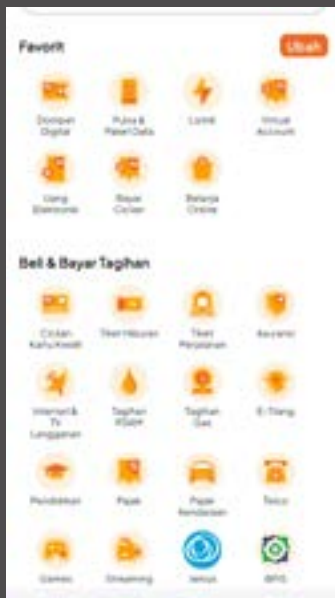 Favorit
Ubah
Dompet
Digital
Pulsa &
Paket Data
Listrik
Virtual
Account
Uang
Elektronik
Bayar
Cicilan
Belanja
Online
Beli & Bayar Tagihan
Cicilan
Kartu Kredit
Tiket Hiburan
Tiket
Perjalanan
Asuransi
Internet &
TV
Langganan
Tagihan
PDAM
Tagihan
Gas
E-Tilang
Pendidikan
Pajak
Pajak
Kendaraan
Telco
Games
Streaming
BPJS